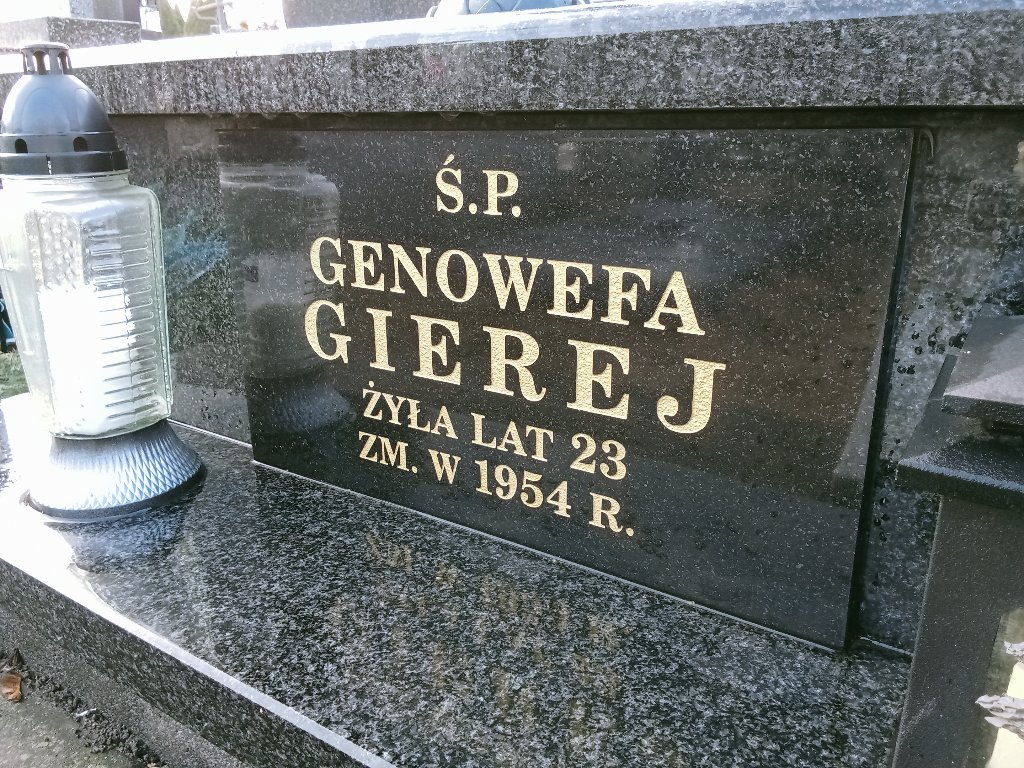 Ś.P.
GENOWEFA
GIEREJ
ŻYŁA LAT 23
ZM. W 1954 R.